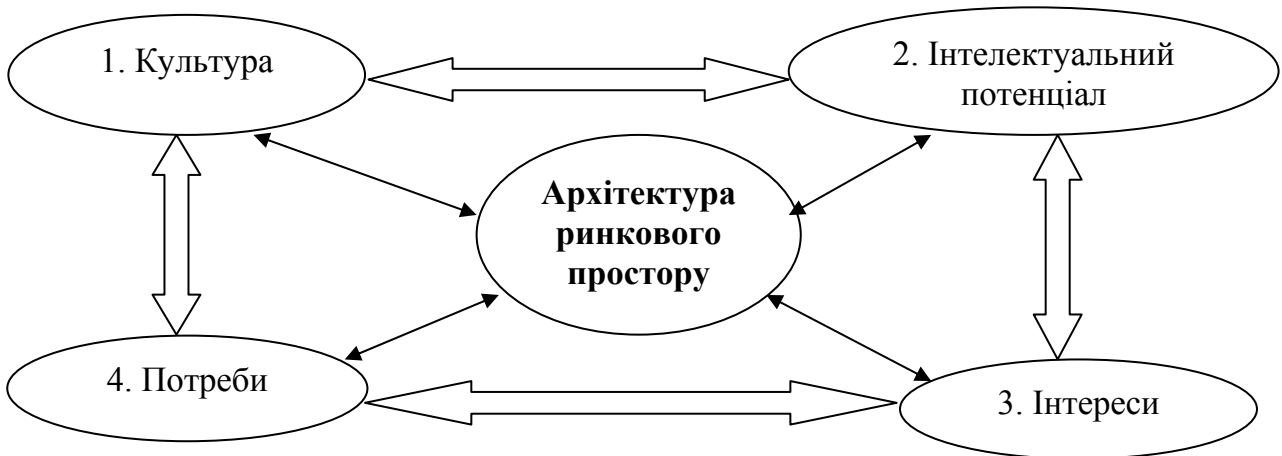 1. Культура
2. Інтелектуальний
потенціал
Архітектура
ринкового
простору
4. Потреби
3. Інтереси